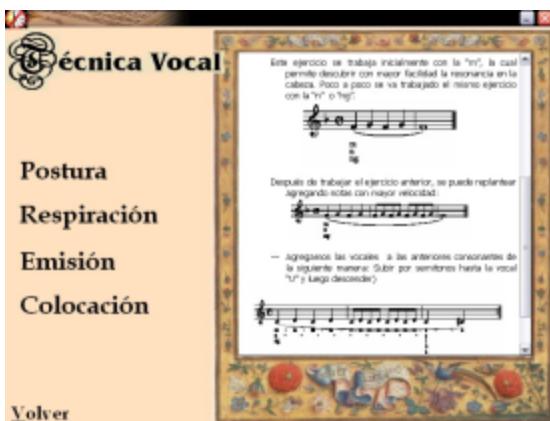 Técnica Vocal
Postura
Respiración
Emisión
Colocación
Volver
Este ejercicio se trabaja inicialmente con la "m", la cual
permite descubrir con mayor facilidad la resonancia en la
cabeza. Poco a poco se va trabajado el mismo ejercicio
con la "n" o "ng".
m
n
ng
Después de trabajar el ejercicio anterior, se puede replantear
agregando notas con mayor velocidad:
— Agregamos las vocales a las anteriores consonantes de
la siguiente manera: Subir por semitonos hasta la vocal
"U" y luego descender)